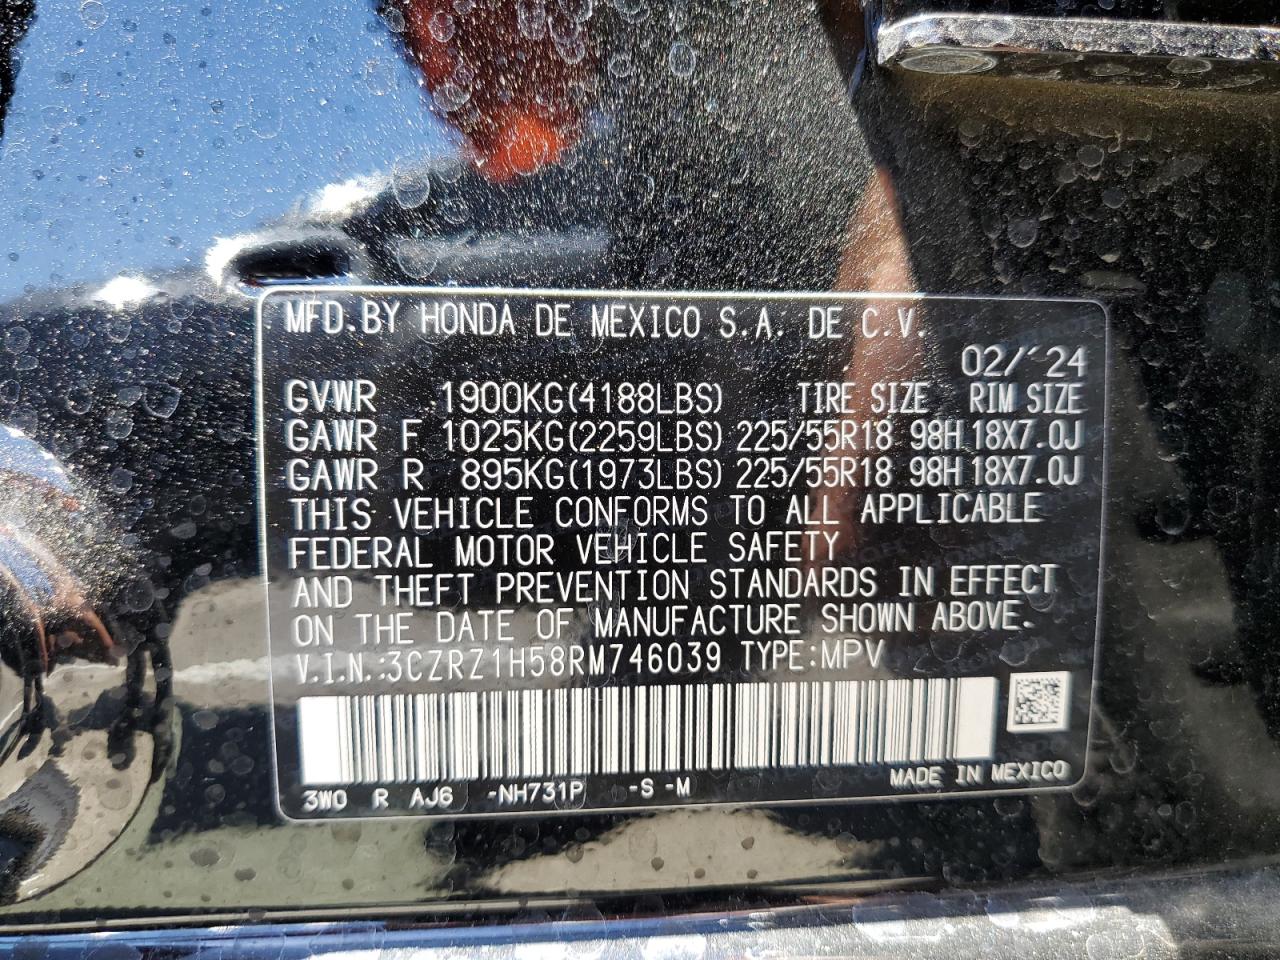 MFD.BY HONDA DE MEXICO S.A. DE C.V.
02/'24
GVWR 1900KG(4188LBS) TIRE SIZE RIM SIZE
GAWR F 1025KG(2259LBS) 225/55R18 98H 18X7.0J
GAWR R 895KG(1973LBS) 225/55R18 98H 18X7.0J
THIS VEHICLE CONFORMS TO ALL APPLICABLE
FEDERAL MOTOR VEHICLE SAFETY
AND THEFT PREVENTION STANDARDS IN EFFECT
ON THE DATE OF MANUFACTURE SHOWN ABOVE.
V.I.N.:3CZRZ1H58RM746039 TYPE:MPV
MADE IN MEXICO
3W0 R AJ6 -NH731P -S -M